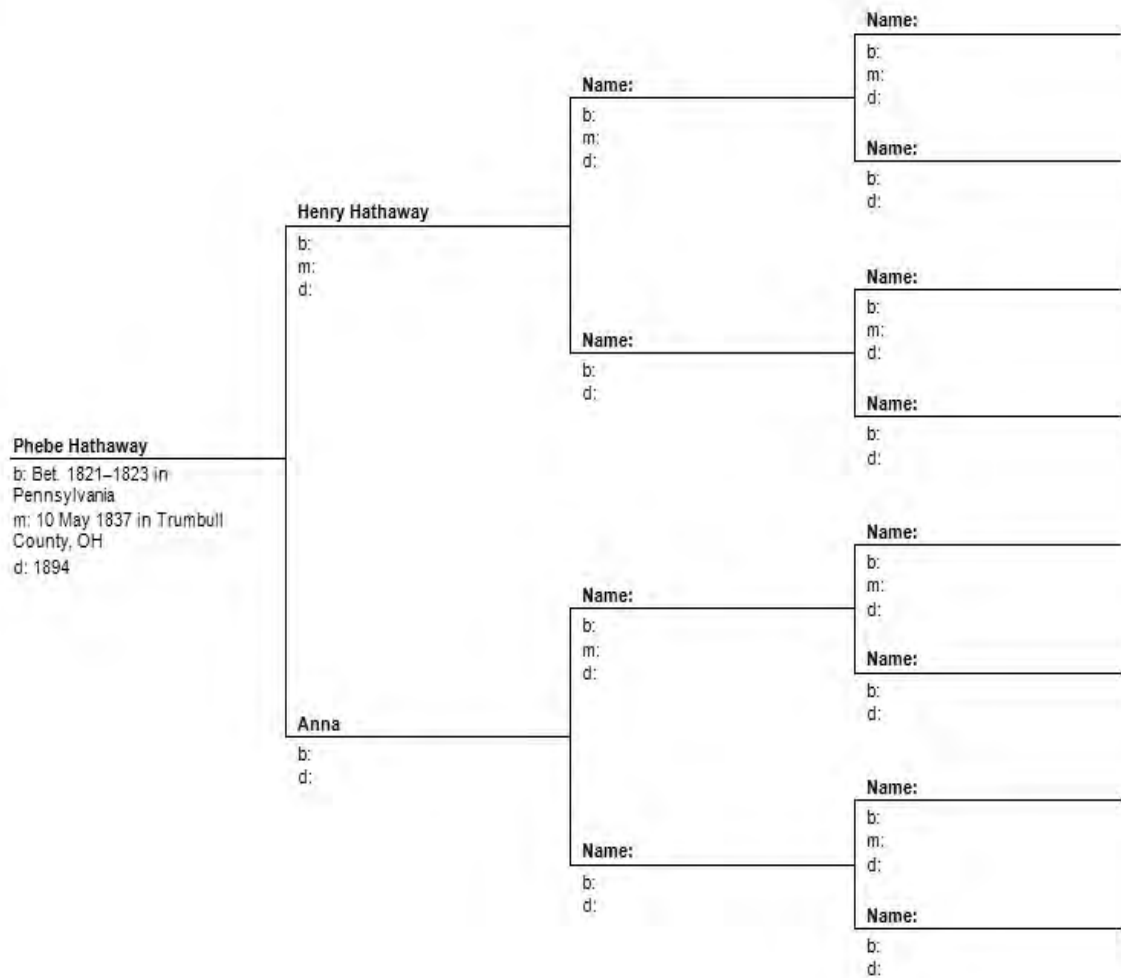 Name:
b:
m:
d:
Name:
b:
m:
d:
Name:
b:
d:
Henry Hathaway
b:
m:
d:
Name:
b:
m:
d:
Name:
b:
d:
Name:
b:
d:
Phebe Hathaway
b: Bet. 1821–1823 in
Pennsylvania
m: 10 May 1837 in Trumbull
County, OH
d: 1894
Name:
b:
m:
d:
Name:
b:
m:
d:
Name:
b:
d:
Anna
b:
d:
Name:
b:
m:
d:
Name:
b:
d:
Name:
b:
d: